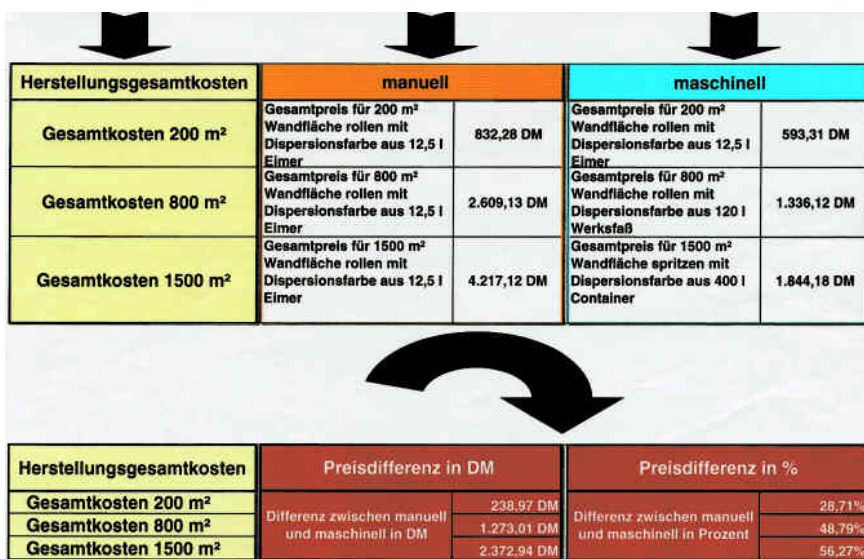 Herstellungsgesamtkosten manuell maschinell
Gesamtkosten 200 m²
Gesamtpreis für 200 m²
Wandfläche rollen mit
Dispersionsfarbe aus 12,5 l
Eimer
832,28 DM
Gesamtpreis für 200 m²
Wandfläche rollen mit
Dispersionsfarbe aus 12,5 l
Eimer
593,31 DM
Gesamtkosten 800 m²
Gesamtpreis für 800 m²
Wandfläche rollen mit
Dispersionsfarbe aus 12,5 l
Eimer
2.609,13 DM
Gesamtpreis für 800 m²
Wandfläche rollen mit
Dispersionsfarbe aus 120 l
Werksfaß
1.336,12 DM
Gesamtkosten 1500 m²
Gesamtpreis für 1500 m²
Wandfläche rollen mit
Dispersionsfarbe aus 12,5 l
Eimer
4.217,12 DM
Gesamtpreis für 1500 m²
Wandfläche spritzen mit
Dispersionsfarbe aus 400 l
Container
1.844,18 DM
Herstellungsgesamtkosten Preisdifferenz in DM Preisdifferenz in %
Gesamtkosten 200 m²
Gesamtkosten 800 m²
Gesamtkosten 1500 m²
Differenz zwischen manuell
und maschinell in DM
238,97 DM
1.273,01 DM
2.372,94 DM
Differenz zwischen manuell
und maschinell in Prozent
28,71%
48,79%
56,27%